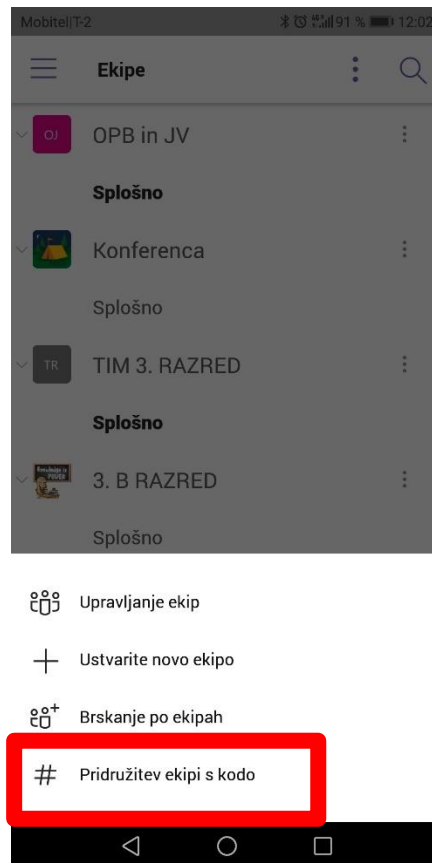 Mobitel|T-2 91 % 12:02
Ekipe
OJ OPB in JV
Splošno
Konferenca
Splošno
TR TIM 3. RAZRED
Splošno
3. B RAZRED
Splošno
Upravljanje ekip
Ustvarite novo ekipo
Brskanje po ekipah
# Pridružitev ekipi s kodo